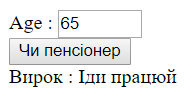 Age : 65
Чи пенсіонер
Вирок : Іди працюй